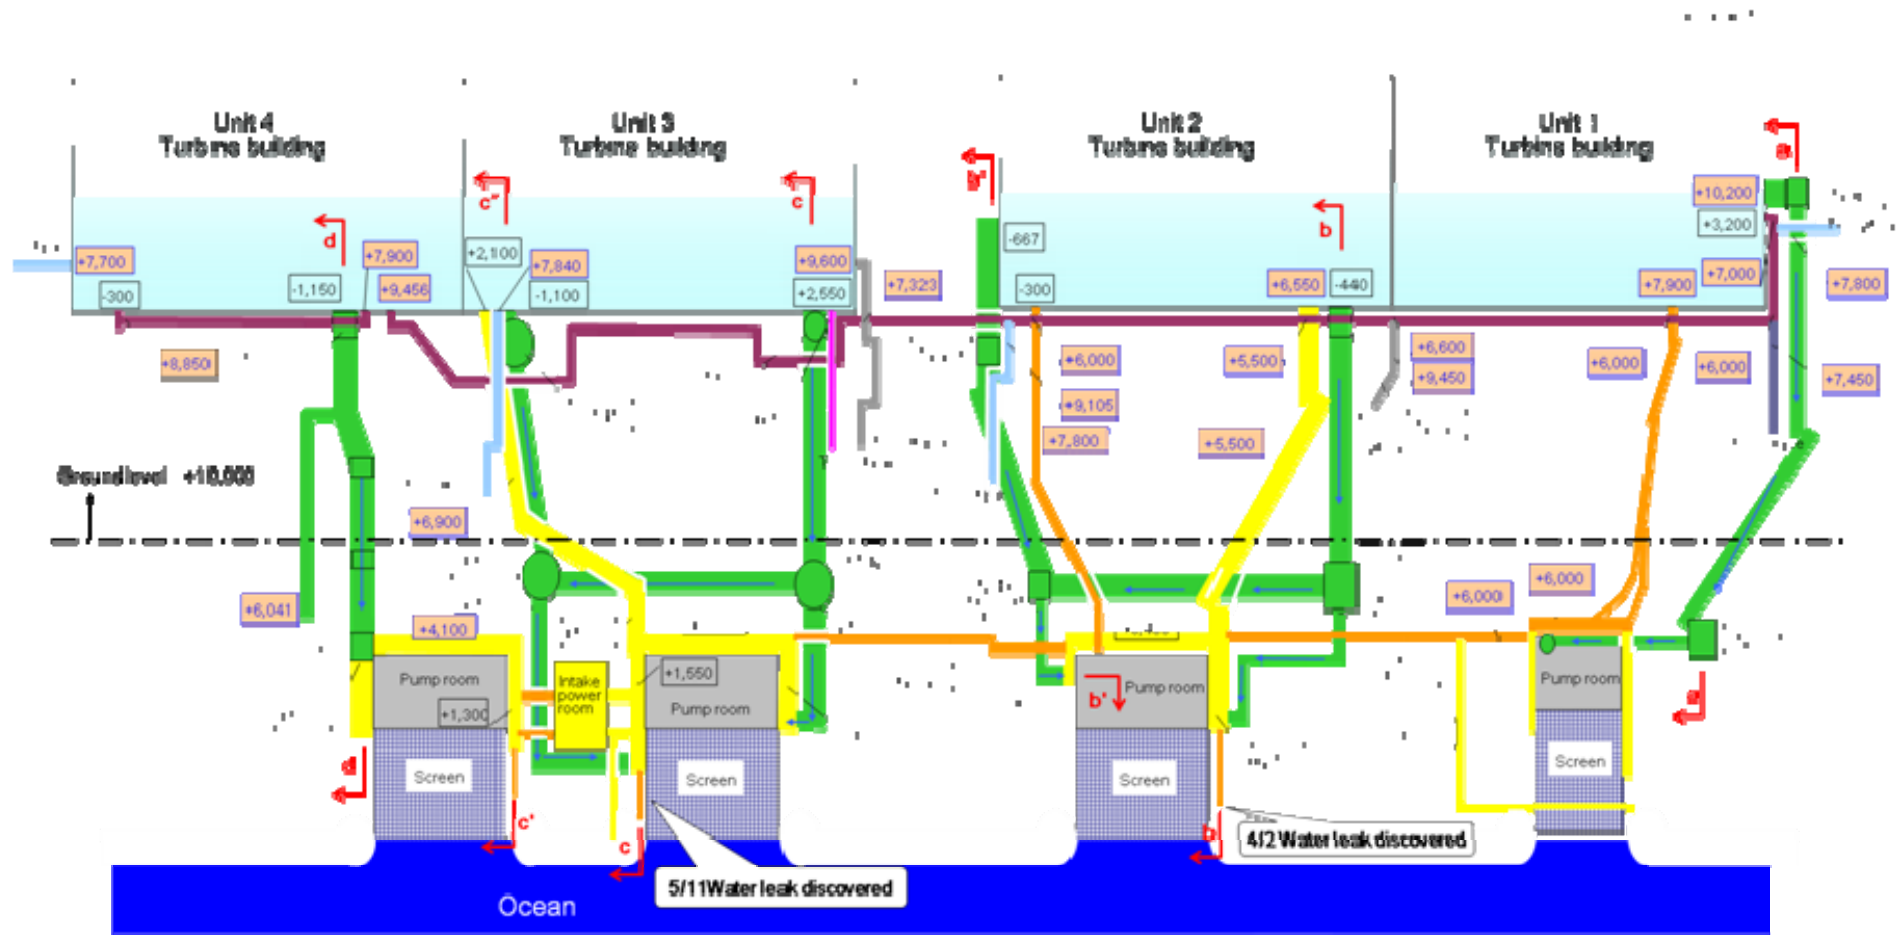 Unit 4
Turbine building
Unit 3
Turbine building
Unit 2
Turbine building
Unit 1
Turbine building
a
c"
c
d
b
+10,200
+3,200
+7,700
+7,900
+2,100
+7,840
+9,600
-667
+7,000
+7,800
-300
-1,150
+9,456
-1,100
+2,550
+7,323
-300
+6,550
-440
+7,900
+8,850
+6,000
+5,500
+6,600
+6,000
+6,000
+9,450
+7,450
+9,105
+7,800
+5,500
Ground level +10,000
+6,900
+6,041
+4,100
+6,000
+6,000
Pump room
Intake
power
room
+1,550
Pump room
b'
Pump room
Pump room
+1,300
Screen
Screen
Screen
Screen
d
c'
c
b
a
4/2 Water leak discovered
5/11Water leak discovered
Ocean